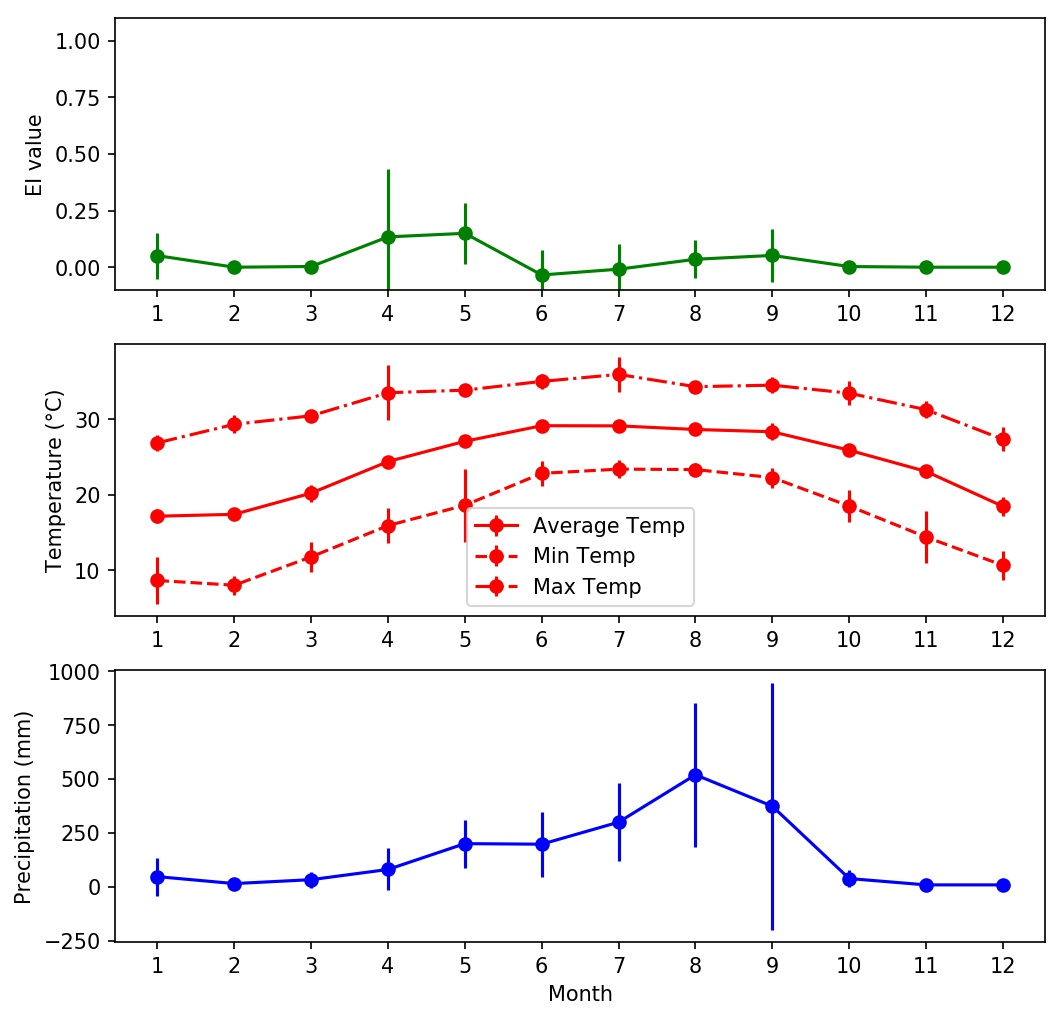 1.00
0.75
0.50
0.25
0.00
EI value
1 2 3 4 5 6 7 8 9 10 11 12
30
20
10
Temperature (°C)
Average Temp
Min Temp
Max Temp
1 2 3 4 5 6 7 8 9 10 11 12
1000
750
500
250
0
−250
Precipitation (mm)
1 2 3 4 5 6 7 8 9 10 11 12
Month